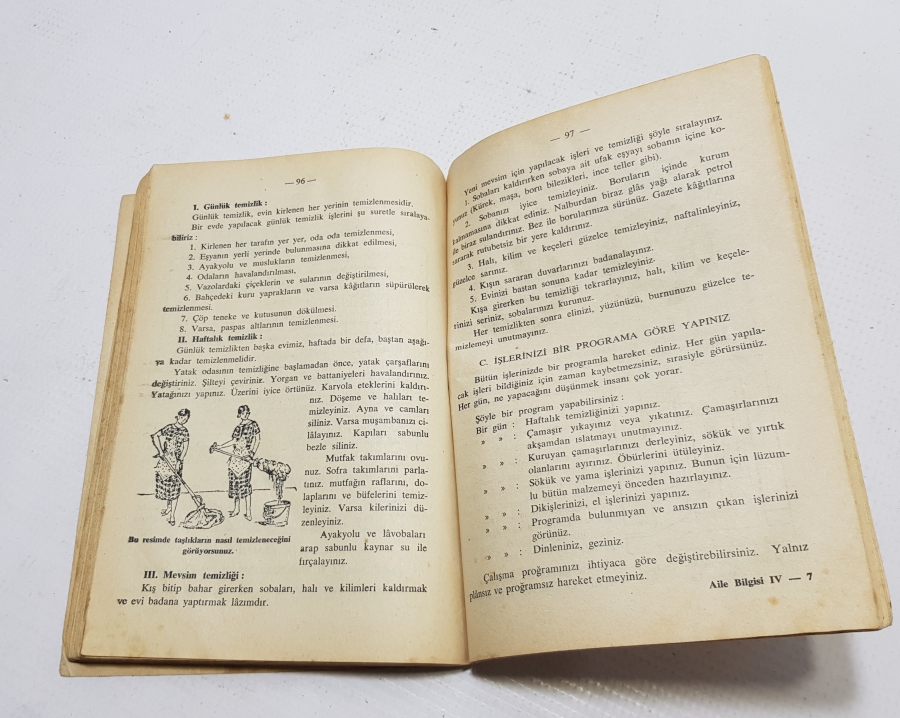 — 96 —
I. Günlük temizlik :
Günlük temizlik, evin kirlenen her yerinin temizlenmesidir.
Bir evde yapılacak günlük temizlik işlerini şu suretle sıralaya-
biliriz :
1. Kirlenen her tarafın yer yer, oda oda temizlenmesi,
2. Eşyanın yerli yerinde bulunmasına dikkat edilmesi,
3. Ayakyolu ve muslukların temizlenmesi,
4. Odaların havalandırılması,
5. Vazolardaki çiçeklerin ve sularının değiştirilmesi,
6. Bahçedeki kuru yaprakların ve varsa kâğıtların süpürülerek
temizlenmesi.
7. Çöp teneke ve kutusunun dökülmesi.
8. Varsa, paspas altlarının temizlenmesi.
II. Haftalık temizlik :
Günlük temizlikten başka evimiz, haftada bir defa, baştan aşağı-
ya kadar temizlenmelidir.
Yatak odasının temizliğine başlamadan önce, yatak çarşaflarını
değiştiriniz. Şilteyi çeviriniz. Yorgan ve battaniyeleri havalandırınız.
Yatağınızı yapınız. Üzerini iyice örtünüz. Karyola eteklerini kaldırı-
nız. Döşeme ve halıları te-
mizleyiniz. Ayna ve camları
siliniz. Varsa muşambanızı ci-
lâlayınız. Kapıları sabunlu
bezle siliniz.
Mutfak takımlarını ovu-
nuz. Sofra takımlarını parla-
tınız. mutfağın raflarını, do-
laplarını ve büfelerini temiz-
leyiniz. Varsa kilerinizi dü-
zenleyiniz.
Ayakyolu ve lâvobaları
arap sabunlu kaynar su ile
fırçalayınız.
Bu resimde taşlıkların nasıl temizleneceğini
görüyorsunuz.
III. Mevsim temizliği :
Kış bitip bahar girerken sobaları, halı ve kilimleri kaldırmak
ve evi badana yaptırmak lâzımdır.
— 97 —
Yeni mevsim için yapılacak işleri ve temizliği şöyle sıralayınız.
1. Sobaları kaldırırken sobaya ait ufak eşyayı sobanın içine ko-
yunuz (Kürek, maşa, boru bilezikleri, ince teller gibi).
2. Sobanızı iyice temizleyiniz. Boruların içinde kurum
kalmamasına dikkat ediniz. Nalburdan biraz glâs yağı alarak petrol
ile biraz sulandırınız. Bez ile borularınıza sürünüz. Gazete kâğıtlarına
sararak rutubetsiz bir yere kaldırınız.
3. Halı, kilim ve keçeleri güzelce temizleyiniz, naftalinleyiniz,
güzelce sarınız.
4. Kışın sararan duvarlarınızı badanalayınız.
5. Evinizi bastan sonuna kadar temizleyiniz.
Kışa girerken bu temizliği tekrarlayınız, halı, kilim ve keçele-
rinizi seriniz, sobalarınızı kurunuz.
Her temizlikten sonra elinizi, yüzünüzü, burnunuzu güzelce te-
mizlemeyi unutmayınız.
C. İŞLERİNİZİ BİR PROGRAMA GÖRE YAPINIZ
Bütün işlerinizde bir programla hareket ediniz. Her gün yapıla-
cak işleri bildiğiniz için zaman kaybetmezsiniz, sırasiyle görürsünüz.
Her gün, ne yapacağını düşünmek insanı çok yorar.
Şöyle bir program yapabilirsiniz :
Bir gün : Haftalık temizliğinizi yapınız.
» » : Çamaşır yıkayınız veya yıkatınız. Çamaşırlarınızı
akşamdan ıslatmayı unutmayınız.
» » : Kuruyan çamaşırlarınızı derleyiniz, sökük ve yırtık
olanlarını ayırınız. Öbürlerini ütüleyiniz.
» » : Sökük ve yama işlerinizi yapınız. Bunun için lüzum-
lu bütün malzemeyi önceden hazırlayınız.
» » : Dikişlerinizi, el işlerinizi yapınız.
» » : Programda bulunmıyan ve ansızın çıkan işlerinizi
görünüz.
» » : Dinleniniz, geziniz.
Çalışma proğramınızı ihtiyaca göre değiştirebilirsiniz. Yalnız
plânsız ve proğramsız hareket etmeyiniz.
Aile Bilgisi IV — 7